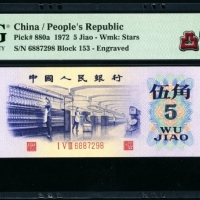 China / People's Republic
Pick# 880a 1972 5 Jiao - Wmk: Stars
S/N 6887298 Block 153 - Engraved
中国人民银行
伍角
5
WU
JIAO
6887298